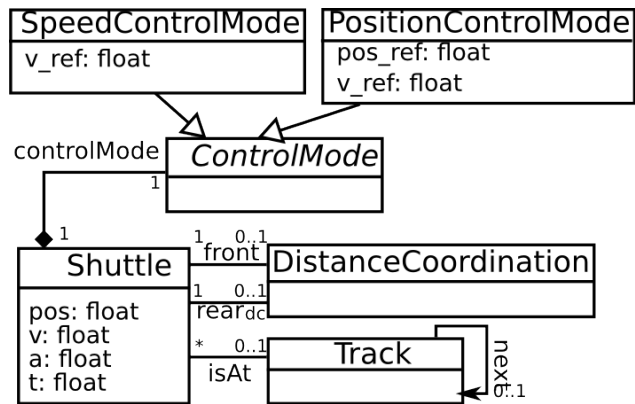 SpeedControlMode
v_ref: float
PositionControlMode
pos_ref: float
v_ref: float
controlMode
1
ControlMode
1
Shuttle
pos: float
v: float
a: float
t: float
1 0..1
front
DistanceCoordination
1 0..1
rear dc
* 0..1
isAt
Track
next
0..1